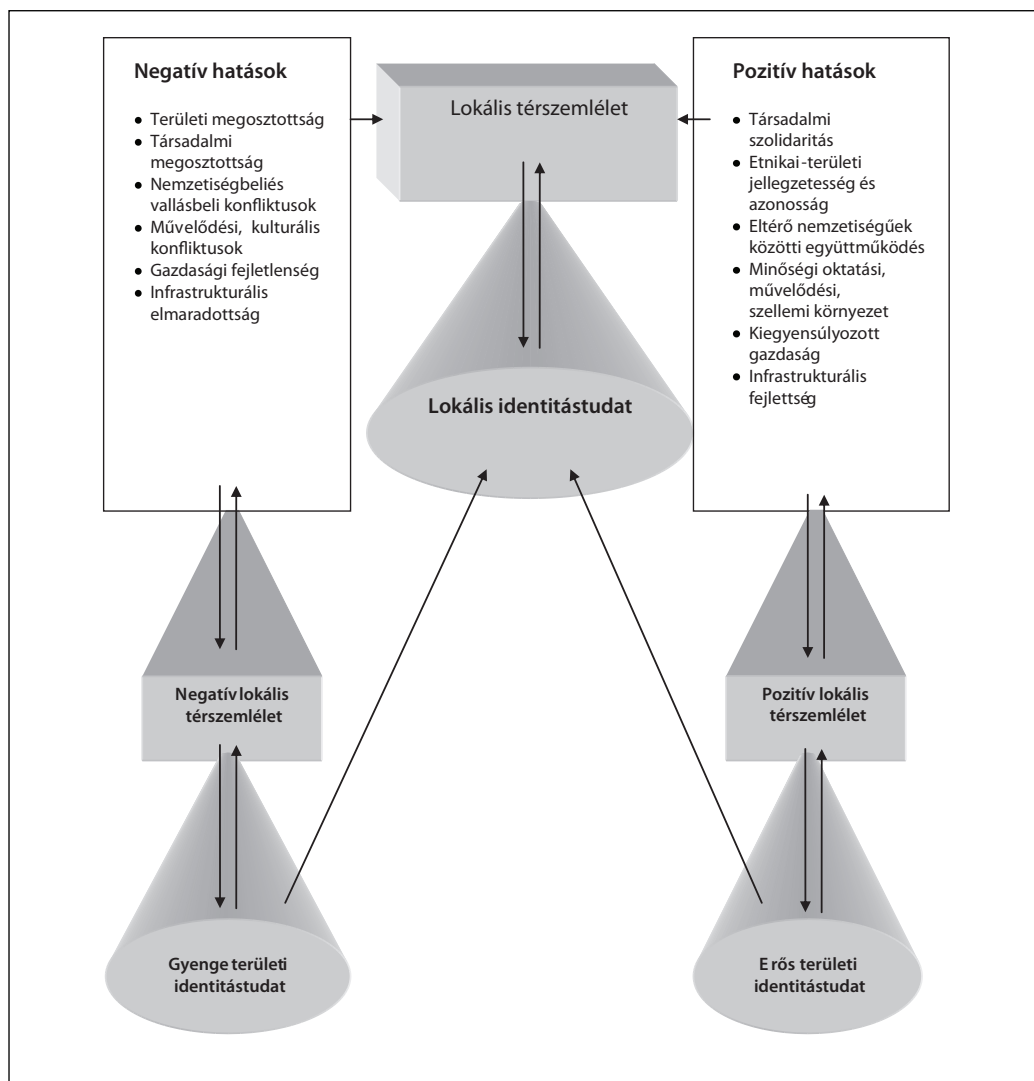 Negatív hatások
● Területi megosztottság
● Társadalmi
megosztottság
● Nemzetiségbeliés
vallásbeli konfliktusok
● Művelődési, kulturális
konfliktusok
● Gazdasági fejletlenség
● Infrastrukturális
elmaradottság
Lokális térszemlélet
Pozitív hatások
● Társadalmi
szolidaritás
● Etnikai-területi
jellegzetesség és
azonosság
● Eltérő nemzetiségűek
közötti együttműködés
● Minőségi oktatási,
művelődési,
szellemi környezet
● Kiegyensúlyozott
gazdaság
● Infrastrukturális
fejlettség
Lokális identitástudat
Negatív lokális
térszemlélet
Pozitív lokális
térszemlélet
Gyenge területi
identitástudat
E rős területi
identitástudat